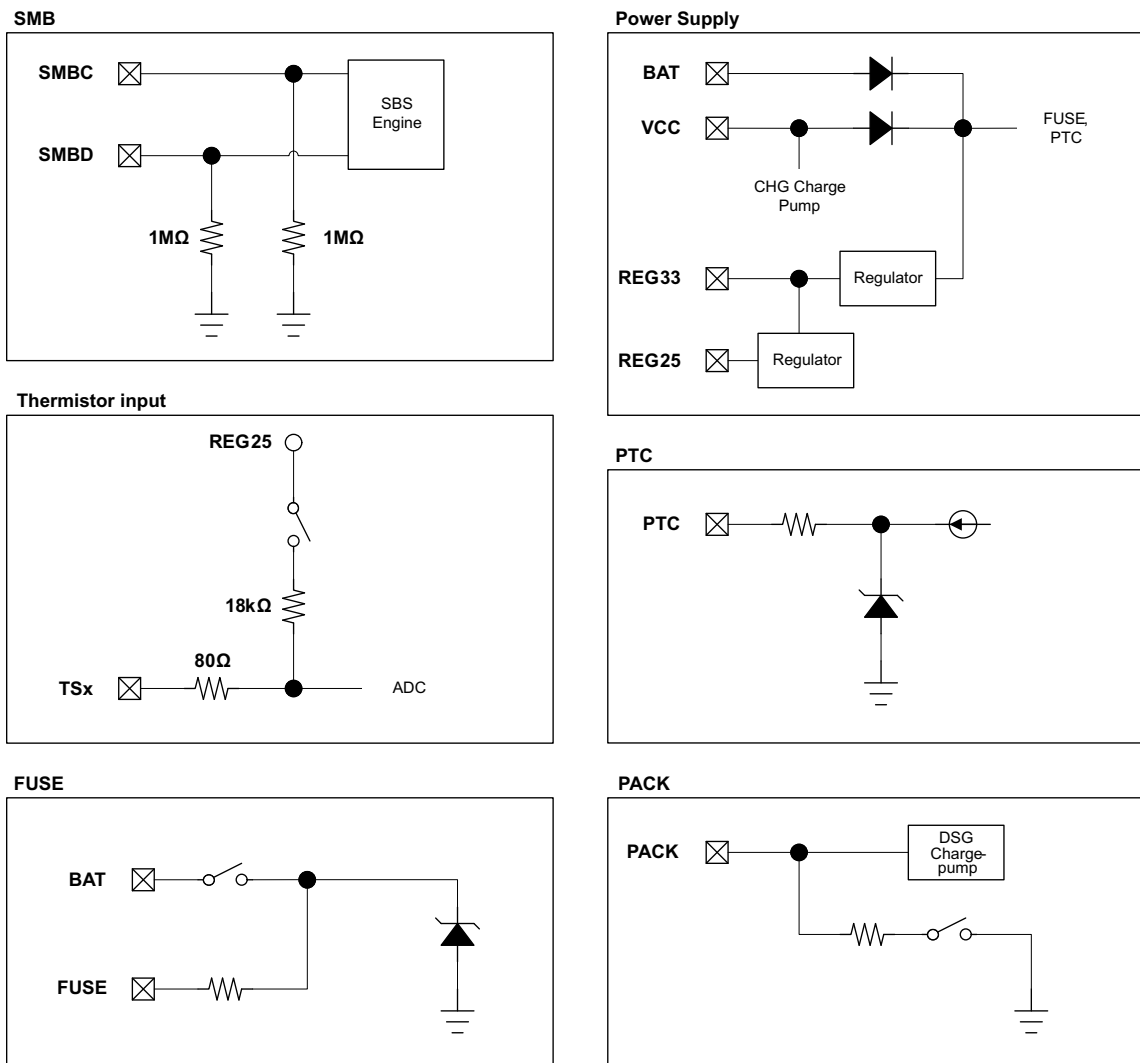 SMB
SMBC
SMBD
SBS
Engine
1MΩ
1MΩ
Power Supply
BAT
VCC
FUSE,
PTC
CHG Charge
Pump
REG33
Regulator
REG25
Regulator
Thermistor input
REG25
18kΩ
80Ω
TSx
ADC
PTC
PTC
FUSE
BAT
FUSE
PACK
PACK
DSG
Charge-
pump